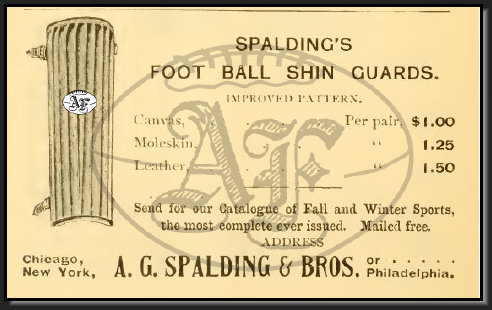 SPALDING'S
FOOT BALL SHIN GUARDS.
IMPROVED PATTERN.
Canvas, . . . . Per pair, $1.00
Moleskin, . . . . " 1.25
Leather, " 1.50
Send for our Catalogue of Fall and Winter Sports,
the most complete ever issued. Mailed free.
ADDRESS
Chicago,
New York, A. G. SPALDING & BROS. or . . . . .
Philadelphia.
AF
AF